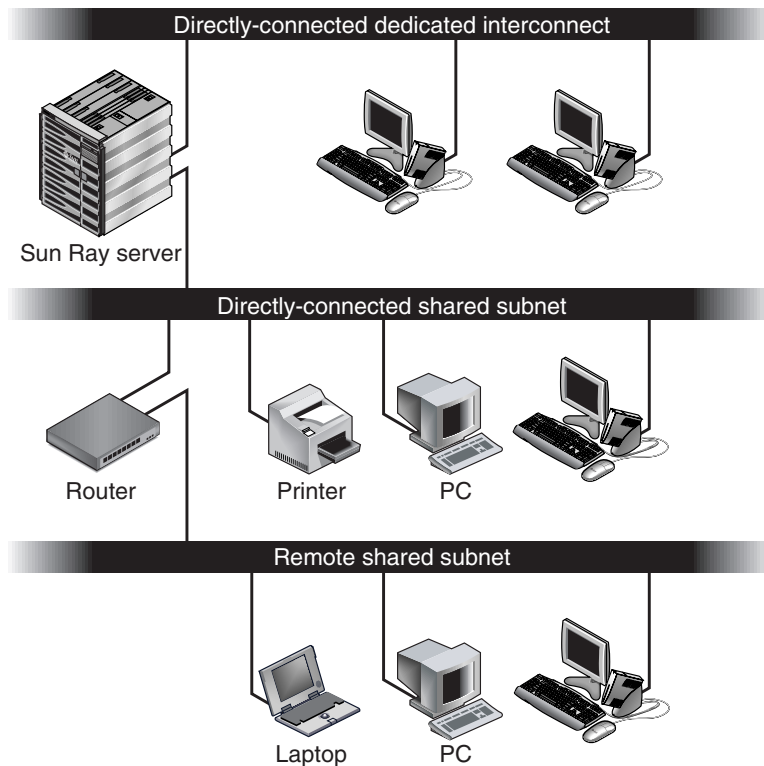 Directly-connected dedicated interconnect
Sun Ray server
Directly-connected shared subnet
Router
Printer
PC
Remote shared subnet
Laptop
PC